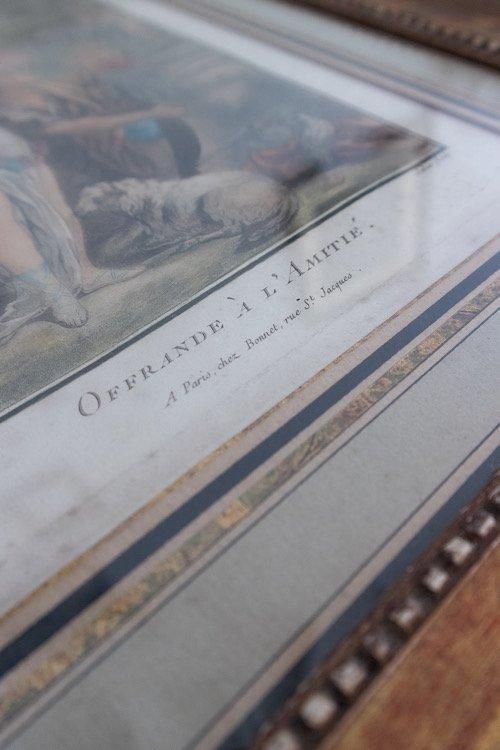 OFFRANDE À L'AMITIÉ.
A Paris, chez Bonnet, rue St. Jacques.